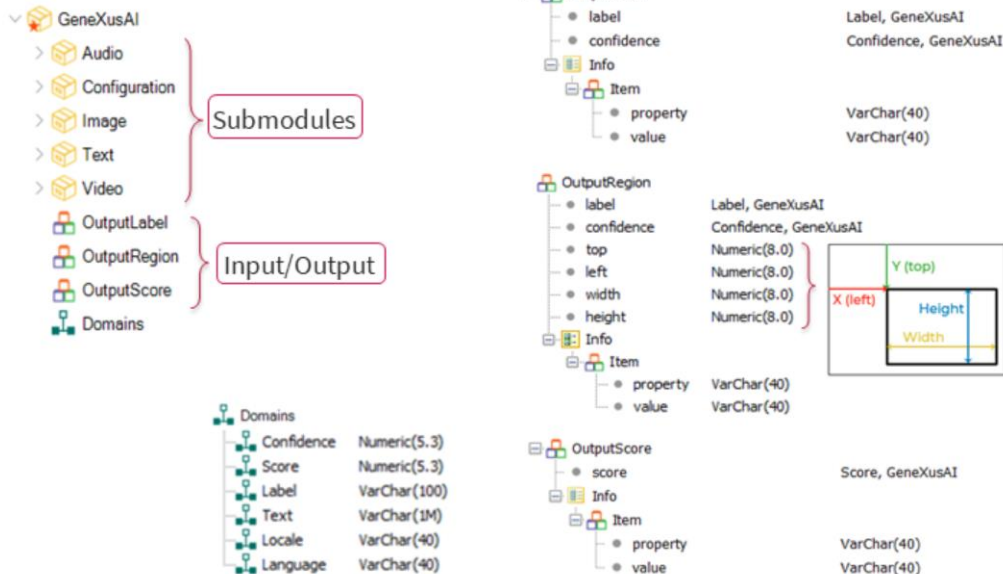 GeneXusAI
Audio
Configuration
Image
Text
Video
Submodules
OutputLabel
OutputRegion
OutputScore
Input/Output
Domains
Domains
Confidence Numeric(5.3)
Score Numeric(5.3)
Label VarChar(100)
Text VarChar(1M)
Locale VarChar(40)
Language VarChar(40)
label Label, GeneXusAI
confidence Confidence, GeneXusAI
Info
Item
property VarChar(40)
value VarChar(40)
OutputRegion
label Label, GeneXusAI
confidence Confidence, GeneXusAI
top Numeric(8.0)
left Numeric(8.0)
width Numeric(8.0)
height Numeric(8.0)
Info
Item
property VarChar(40)
value VarChar(40)
Y (top)
X (left)
Height
Width
OutputScore
score Score, GeneXusAI
Info
Item
property VarChar(40)
value VarChar(40)